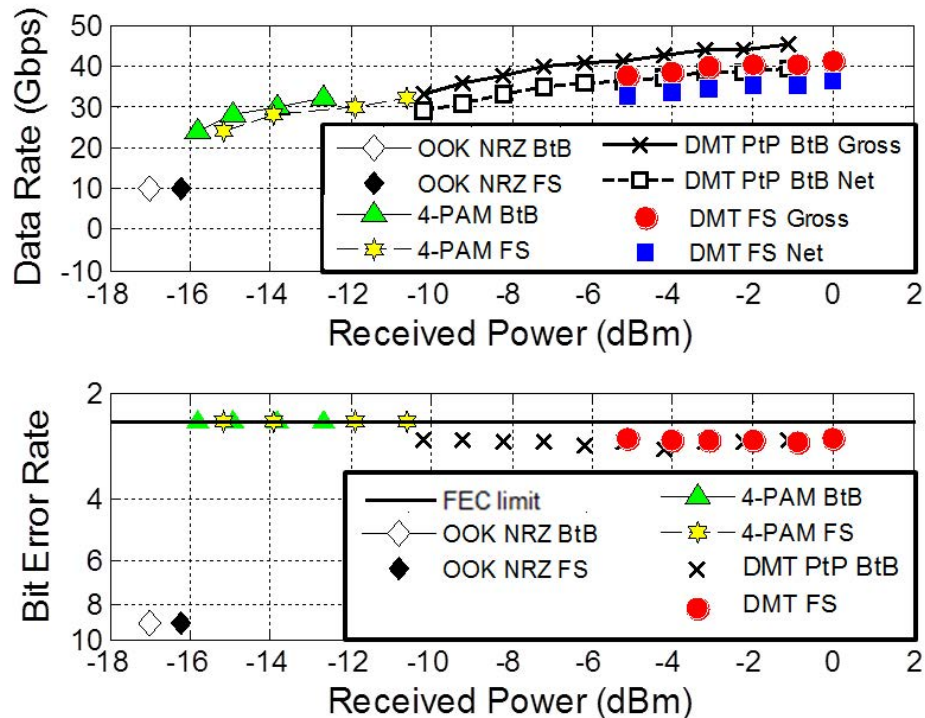 Data Rate (Gbps)
50
40
30
20
10
0
-10
OOK NRZ BtB
OOK NRZ FS
4-PAM BtB
4-PAM FS
DMT PtP BtB Gross
DMT PtP BtB Net
DMT FS Gross
DMT FS Net
-18 -16 -14 -12 -10 -8 -6 -4 -2 0 2
Received Power (dBm)
Bit Error Rate
2
4
6
8
10
FEC limit
OOK NRZ BtB
OOK NRZ FS
4-PAM BtB
4-PAM FS
DMT PtP BtB
DMT FS
-18 -16 -14 -12 -10 -8 -6 -4 -2 0 2
Received Power (dBm)